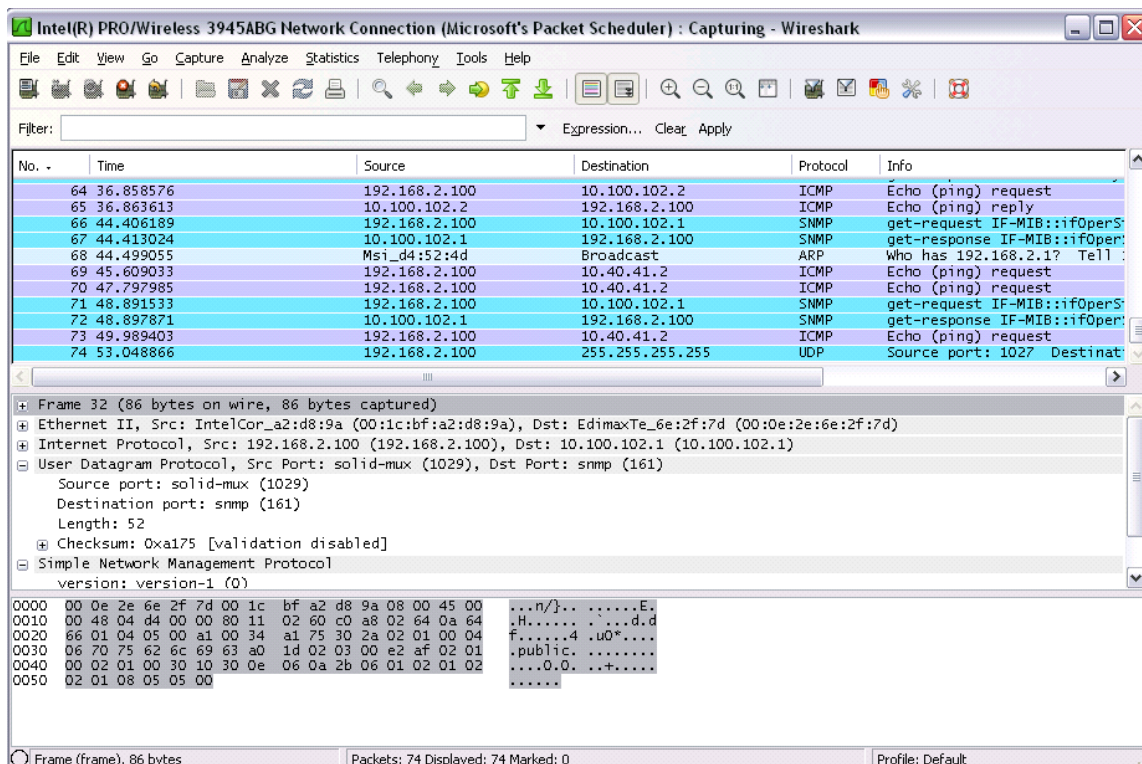 Intel(R) PRO/Wireless 3945ABG Network Connection (Microsoft's Packet Scheduler) : Capturing - Wireshark
File Edit View Go Capture Analyze Statistics Telephony Tools Help
Filter: Expression... Clear Apply
No. Time Source Destination Protocol Info
64 36.858576 192.168.2.100 10.100.102.2 ICMP Echo (ping) request
65 36.863613 10.100.102.2 192.168.2.100 ICMP Echo (ping) reply
66 44.406189 192.168.2.100 10.100.102.1 SNMP get-request IF-MIB::ifOperS
67 44.413024 10.100.102.1 192.168.2.100 SNMP get-response IF-MIB::ifOper
68 44.499055 Msi_d4:52:4d Broadcast ARP Who has 192.168.2.1? Tell
69 45.609033 192.168.2.100 10.40.41.2 ICMP Echo (ping) request
70 47.797985 192.168.2.100 10.40.41.2 ICMP Echo (ping) request
71 48.891533 192.168.2.100 10.100.102.1 SNMP get-request IF-MIB::ifOperS
72 48.897871 10.100.102.1 192.168.2.100 SNMP get-response IF-MIB::ifOper
73 49.989403 192.168.2.100 10.40.41.2 ICMP Echo (ping) request
74 53.048866 192.168.2.100 255.255.255.255 UDP Source port: 1027 Destinat
Frame 32 (86 bytes on wire, 86 bytes captured)
Ethernet II, Src: IntelCor_a2:d8:9a (00:1c:bf:a2:d8:9a), Dst: EdimaxTe_6e:2f:7d (00:0e:2e:6e:2f:7d)
Internet Protocol, Src: 192.168.2.100 (192.168.2.100), Dst: 10.100.102.1 (10.100.102.1)
User Datagram Protocol, Src Port: solid-mux (1029), Dst Port: snmp (161)
Source port: solid-mux (1029)
Destination port: snmp (161)
Length: 52
Checksum: 0xa175 [validation disabled]
Simple Network Management Protocol
version: version-1 (0)
0000 00 0e 2e 6e 2f 7d 00 1c bf a2 d8 9a 08 00 45 00 ...n/}.. ......E.
0010 00 48 04 d4 00 00 80 11 02 60 c0 a8 02 64 0a 64 .H...... .`...d.d
0020 66 01 04 05 00 a1 00 34 a1 75 30 2a 02 01 00 04 f......4 .u0*....
0030 06 70 75 62 6c 69 63 a0 1d 02 03 00 e2 af 02 01 .public. ........
0040 00 02 01 00 30 10 30 0e 06 0a 2b 06 01 02 01 02 ....0.0. ..+.....
0050 02 01 08 05 05 00 ......
Frame (frame), 86 bytes Packets: 74 Displayed: 74 Marked: 0 Profile: Default